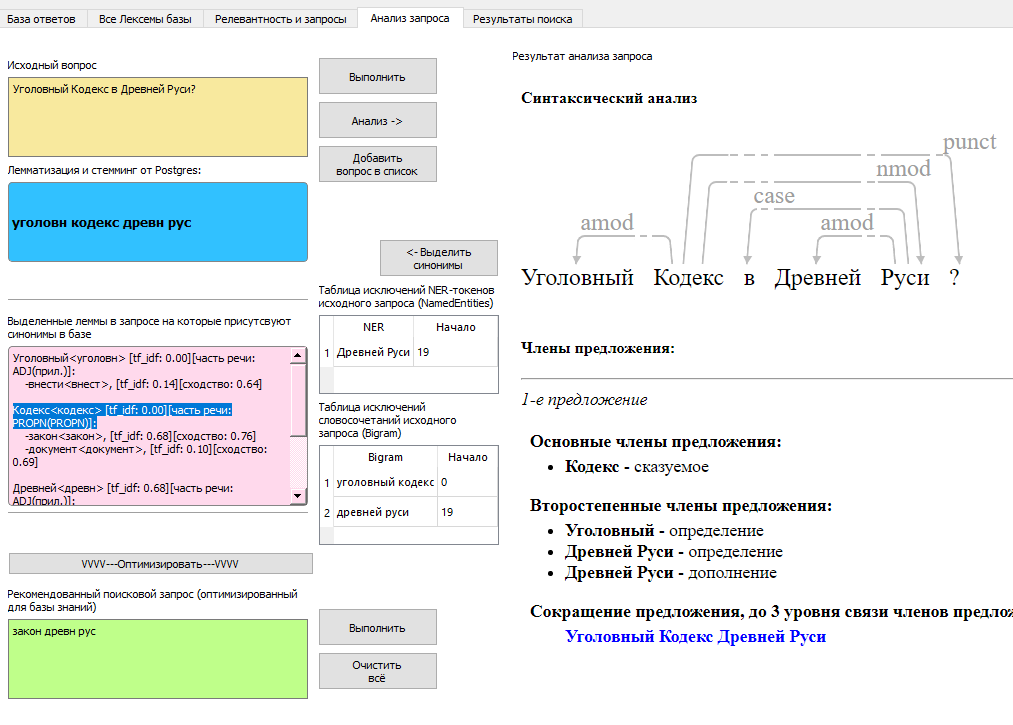 База ответов
Все Лексемы базы
Релевантность и запросы
Анализ запроса
Результаты поиска
Исходный вопрос
Уголовный Кодекс в Древней Руси?
Лемматизация и стемминг от Postgres:
уголовн кодекс древн рус
Выделенные леммы в запросе на которые присутсвуют
синонимы в базе
Уголовный<уголовн> [tf_idf: 0.00][часть речи:
ADJ(прил.)]:
-внести<внест>, [tf_idf: 0.14][сходство: 0.64]
Кодекс<кодекс> [tf_idf: 0.00][часть речи:
PROPN(PROPN)]:
-закон<закон>, [tf_idf: 0.68][сходство: 0.76]
-документ<документ>, [tf_idf: 0.10][сходство:
0.69]
Древней<древн> [tf_idf: 0.68][часть речи:
ADJ(прил.)]:
VVVV---Оптимизировать---VVVV
Рекомендованный поисковой запрос (оптимизированный
для базы знаний)
закон древн рус
Выполнить
Анализ ->
Добавить
вопрос в список
<- Выделить
синонимы
Таблица исключений NER-токенов
исходного запроса (NamedEntities)
NER Начало
1 Древней Руси 19
Таблица исключений
словосочетаний исходного
запроса (Bigram)
Bigram Начало
1 уголовный кодекс 0
2 древней руси 19
Выполнить
Очистить
всё
Результат анализа запроса
Синтаксический анализ
punct
nmod
case
amod amod
Уголовный Кодекс в Древней Руси ?
Члены предложения:
1-е предложение
Основные члены предложения:
• Кодекс - сказуемое
Второстепенные члены предложения:
• Уголовный - определение
• Древней Руси - определение
• Древней Руси - дополнение
Сокращение предложения, до 3 уровня связи членов предлож
Уголовный Кодекс Древней Руси